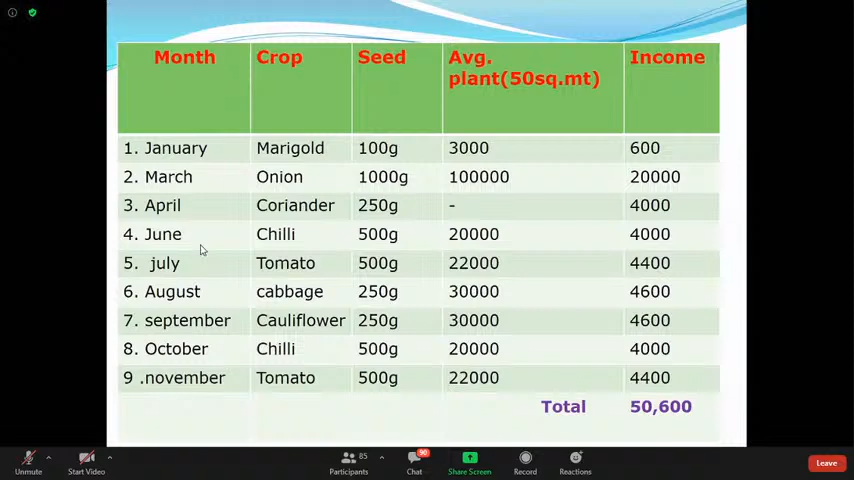 Month Crop Seed Avg. Income
plant(50sq.mt)
1. January Marigold 100g 3000 600
2. March Onion 1000g 100000 20000
3. April Coriander 250g - 4000
4. June Chilli 500g 20000 4000
5. july Tomato 500g 22000 4400
6. August cabbage 250g 30000 4600
7. september Cauliflower 250g 30000 4600
8. October Chilli 500g 20000 4000
9 .november Tomato 500g 22000 4400
Total 50,600
85 90
Unmute Start Video Participants Chat Share Screen Record Reactions Leave